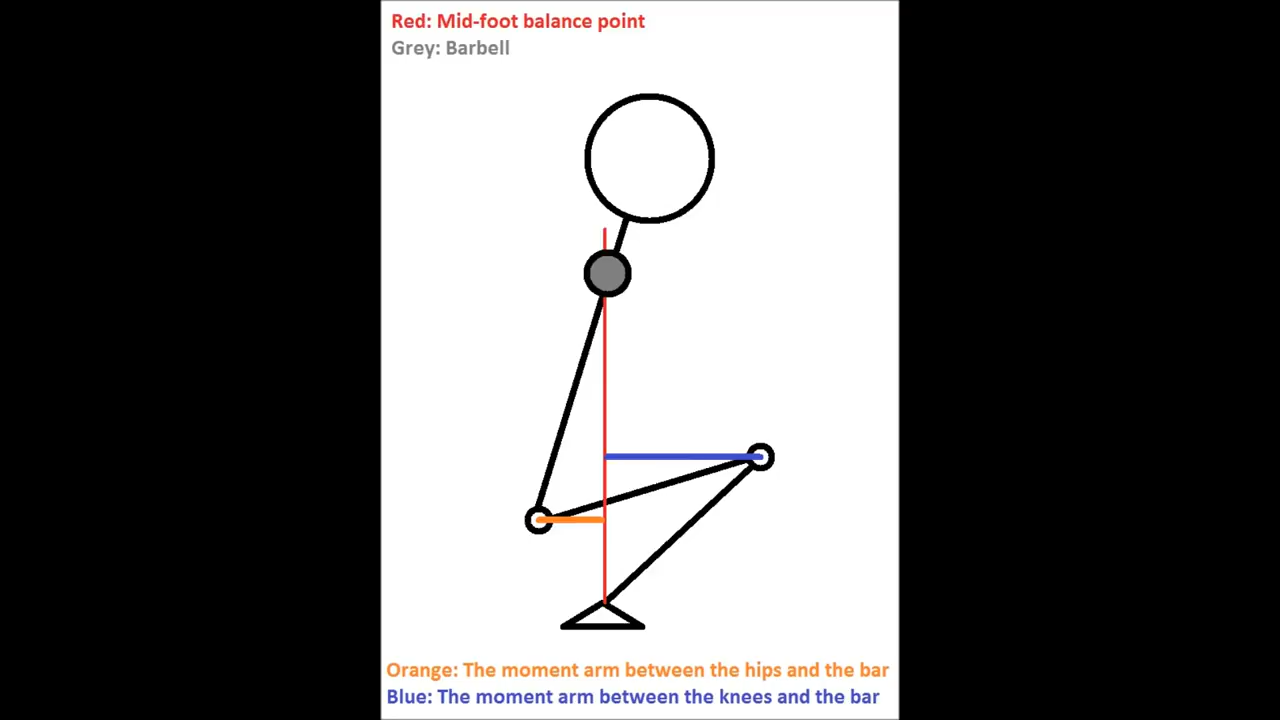 Red: Mid-foot balance point
Grey: Barbell
Orange: The moment arm between the hips and the bar
Blue: The moment arm between the knees and the bar